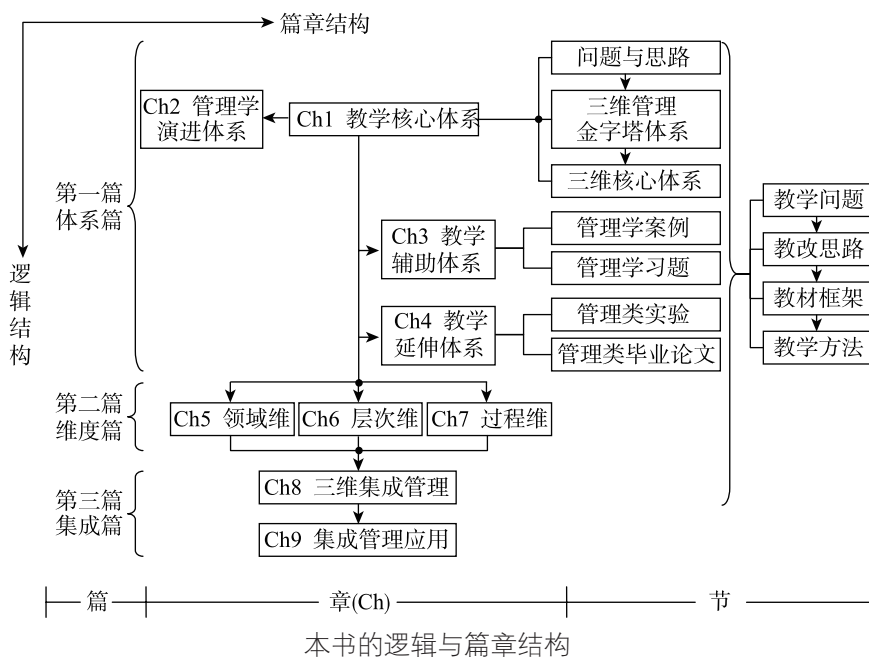 篇章结构
逻辑结构
第一篇
体系篇
Ch2 管理学
演进体系
Ch1 教学核心体系
问题与思路
三维管理
金字塔体系
三维核心体系
Ch3 教学
辅助体系
管理学案例
管理学习题
Ch4 教学
延伸体系
管理类实验
管理类毕业论文
教学问题
教改思路
教材框架
教学方法
第二篇
维度篇
Ch5 领域维
Ch6 层次维
Ch7 过程维
第三篇
集成篇
Ch8 三维集成管理
Ch9 集成管理应用
篇
章(Ch)
节
本书的逻辑与篇章结构